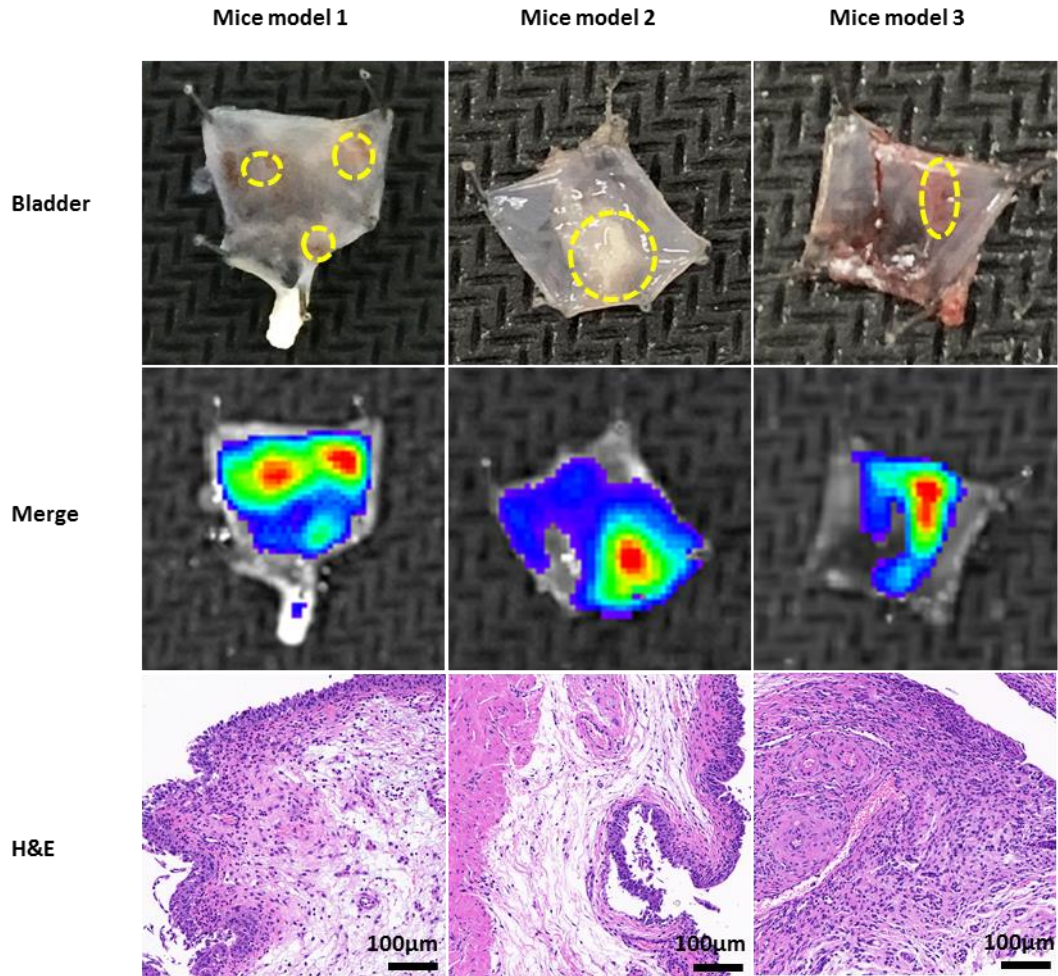 Mice model 1
Mice model 2
Mice model 3
Bladder
Merge
H&E
100μm
100μm
100μm